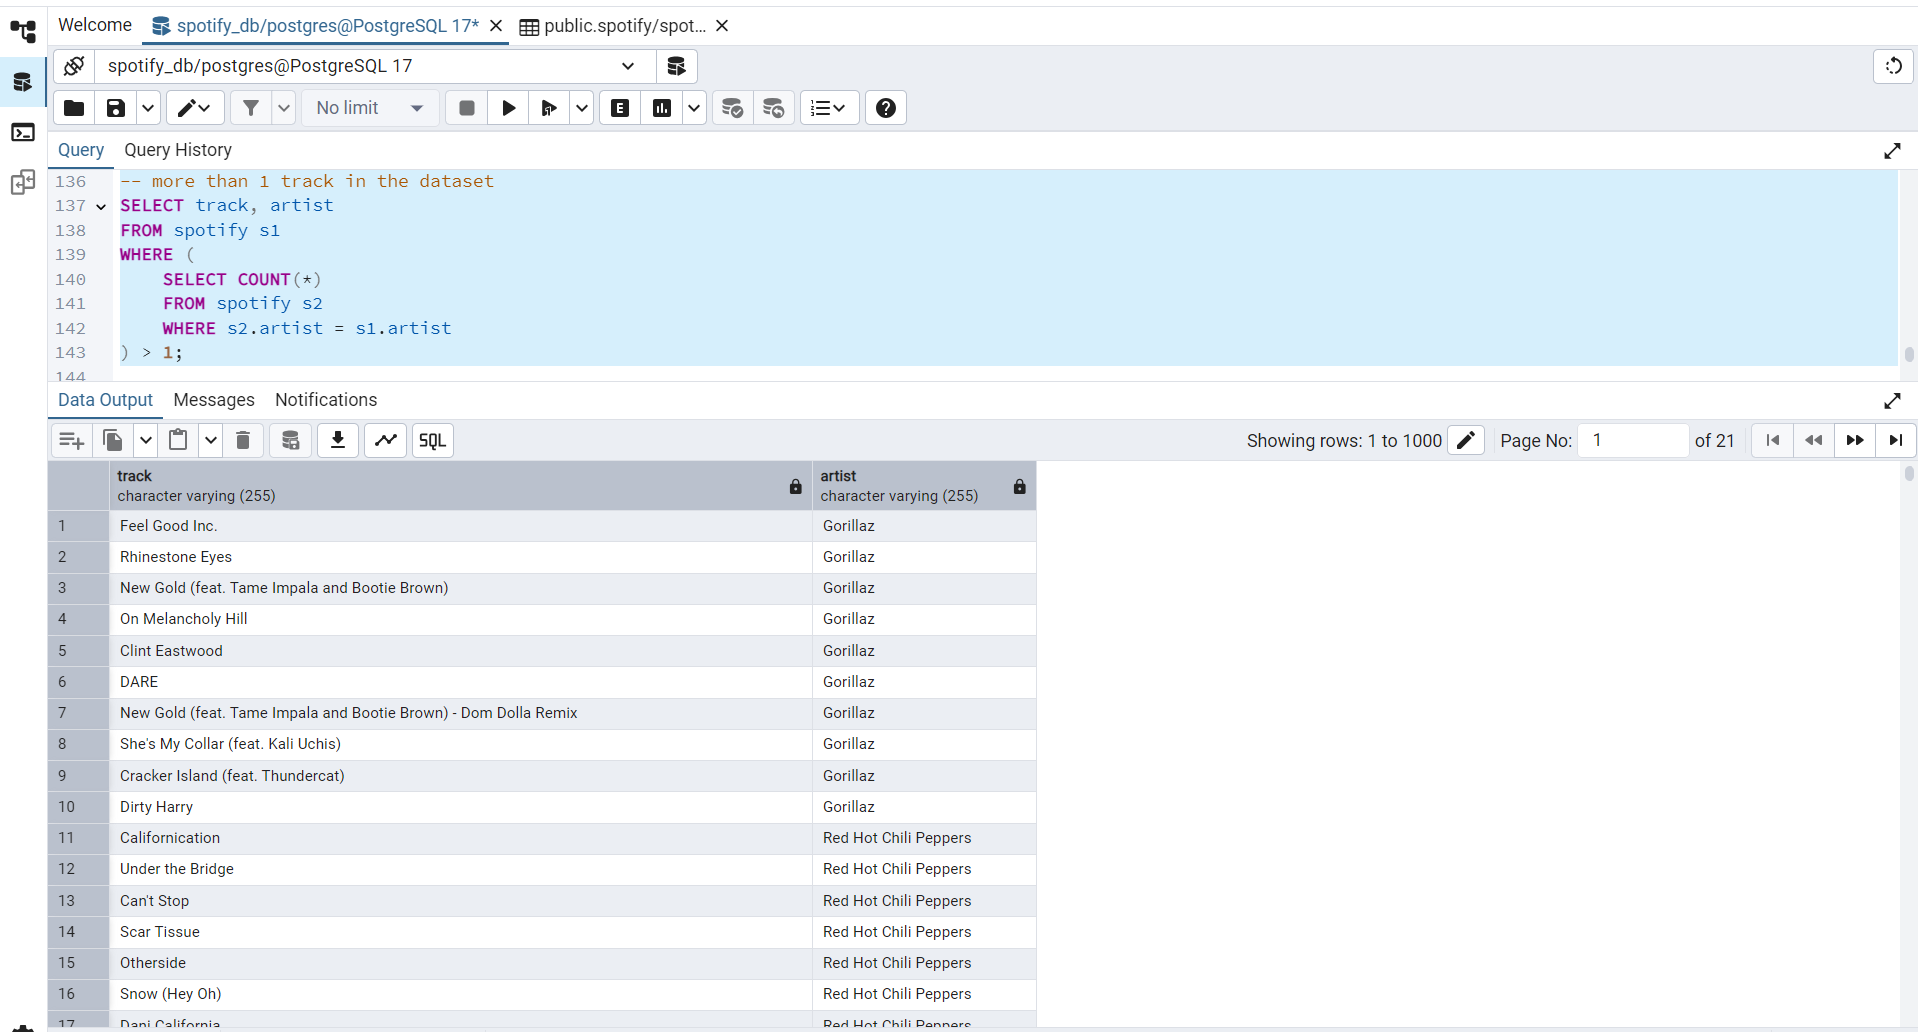 Welcome
spotify_db/postgres@PostgreSQL 17*
public.spotify/spot...
spotify_db/postgres@PostgreSQL 17
No limit
E
Query
Query History
136 -- more than 1 track in the dataset
137 SELECT track, artist
138 FROM spotify s1
139 WHERE (
140 SELECT COUNT(*)
141 FROM spotify s2
142 WHERE s2.artist = s1.artist
143 ) > 1;
144
Data Output
Messages
Notifications
SQL
Showing rows: 1 to 1000
Page No: 1 of 21
track
character varying (255)
artist
character varying (255)
1 Feel Good Inc. Gorillaz
2 Rhinestone Eyes Gorillaz
3 New Gold (feat. Tame Impala and Bootie Brown) Gorillaz
4 On Melancholy Hill Gorillaz
5 Clint Eastwood Gorillaz
6 DARE Gorillaz
7 New Gold (feat. Tame Impala and Bootie Brown) - Dom Dolla Remix Gorillaz
8 She's My Collar (feat. Kali Uchis) Gorillaz
9 Cracker Island (feat. Thundercat) Gorillaz
10 Dirty Harry Gorillaz
11 Californication Red Hot Chili Peppers
12 Under the Bridge Red Hot Chili Peppers
13 Can't Stop Red Hot Chili Peppers
14 Scar Tissue Red Hot Chili Peppers
15 Otherside Red Hot Chili Peppers
16 Snow (Hey Oh) Red Hot Chili Peppers
17 Dani California Red Hot Chili Peppers